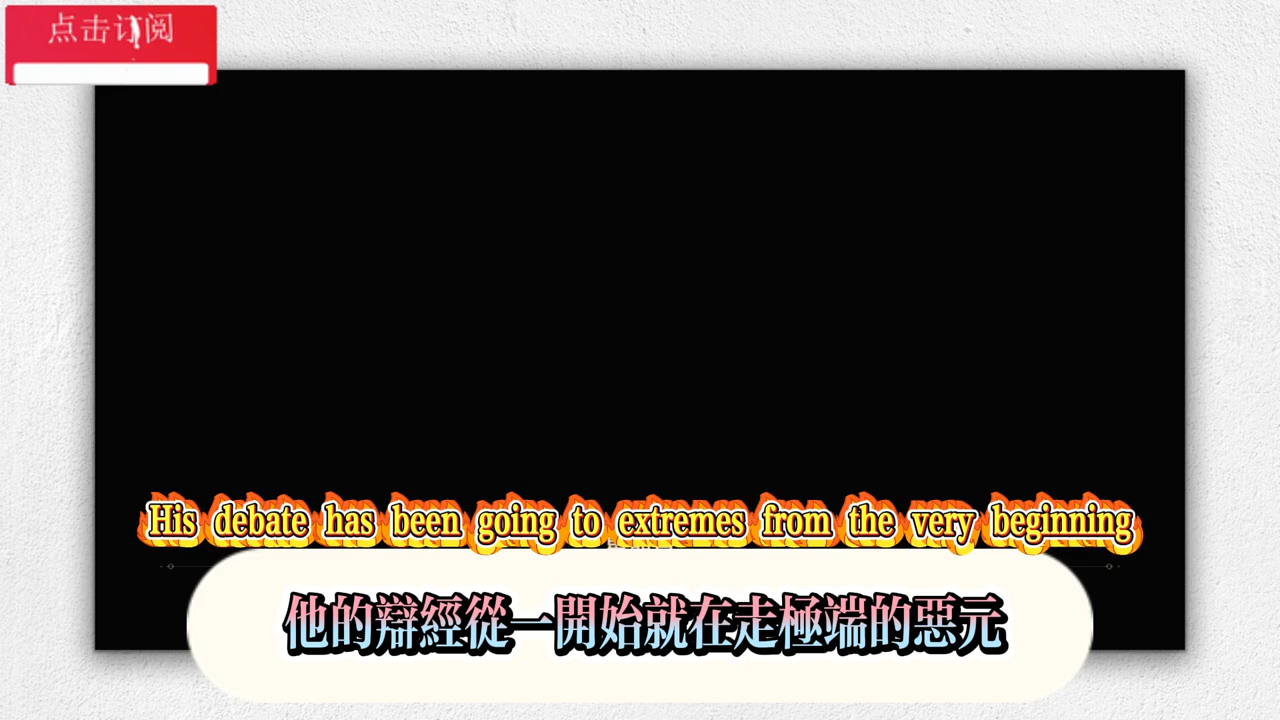 点击订阅
His debate has been going to extremes from the very beginning
他的辯經從一開始就在走極端的惡元